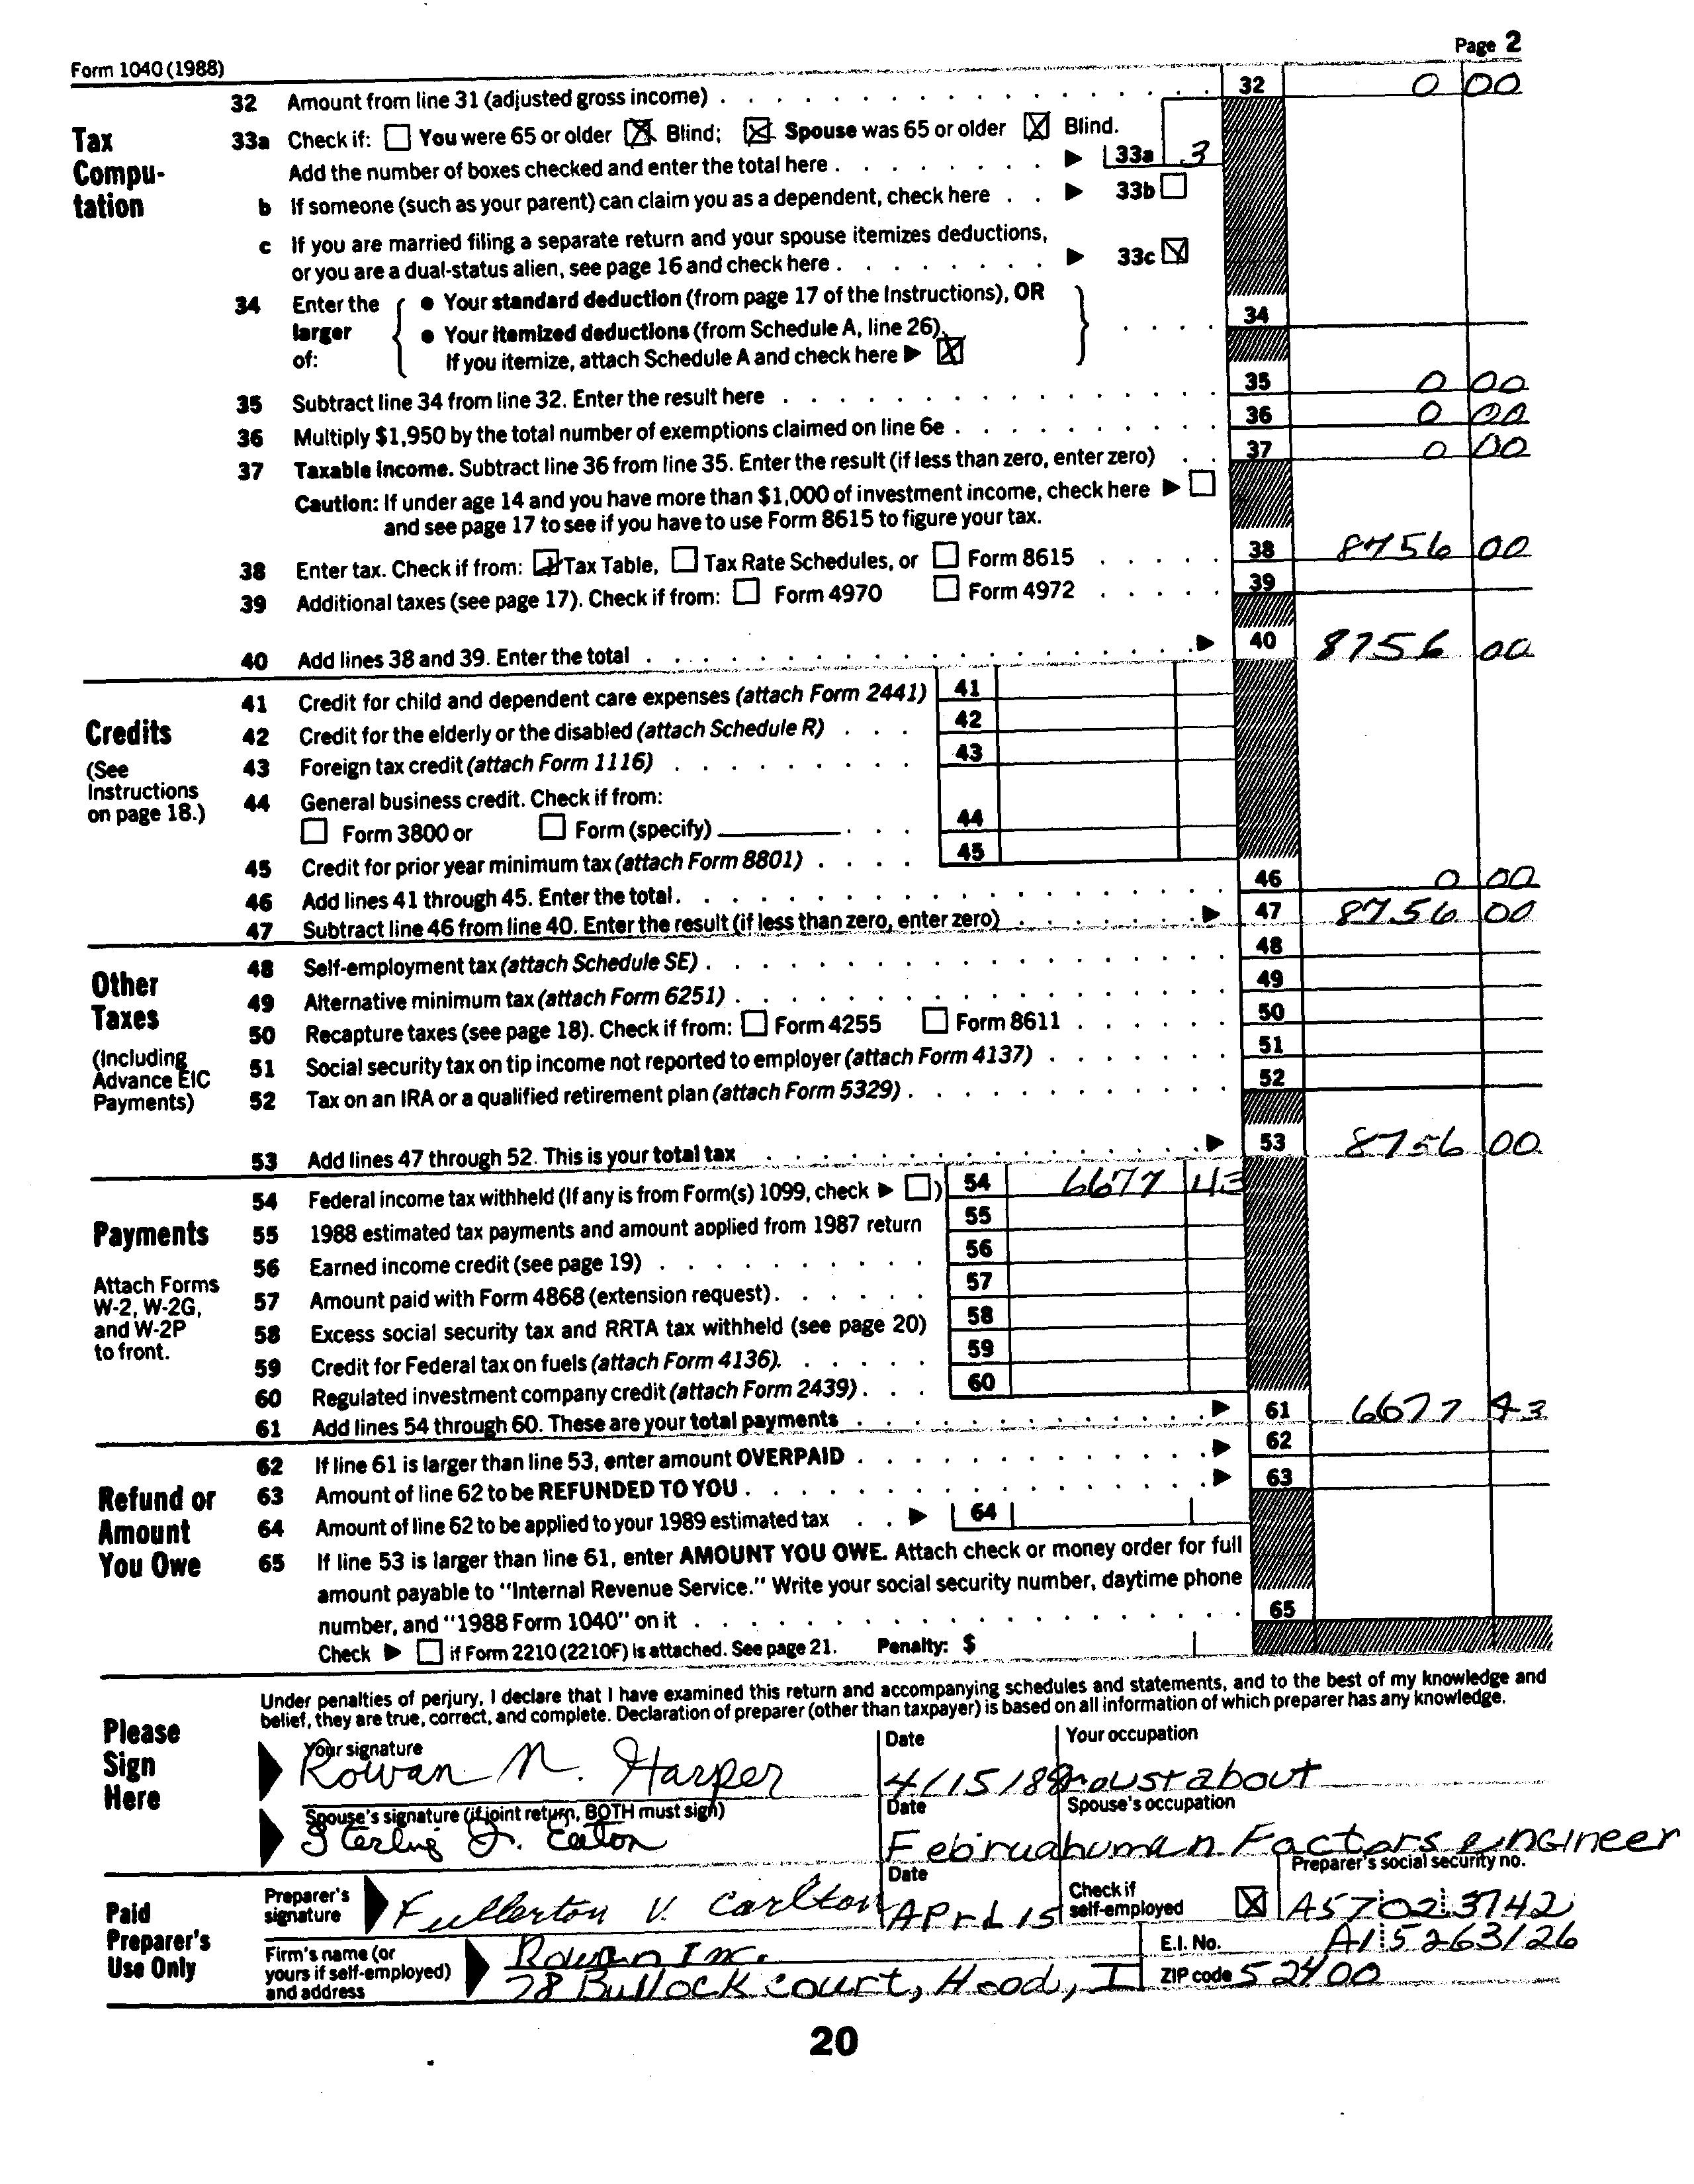 Form 1040 (1988) Page 2
32 Amount from line 31 (adjusted gross income) 32 0 00
Tax Compu- tation
33a Check if: You were 65 or older Blind; Spouse was 65 or older Blind.
Add the number of boxes checked and enter the total here 33a 3
b If someone (such as your parent) can claim you as a dependent, check here 33b
c If you are married filing a separate return and your spouse itemizes deductions,
or you are a dual-status alien, see page 16 and check here 33c
34 Enter the larger of:
• Your standard deduction (from page 17 of the Instructions), OR
• Your itemized deductions (from Schedule A, line 26).
If you itemize, attach Schedule A and check here
34
35 Subtract line 34 from line 32. Enter the result here 35 0 00
36 Multiply $1,950 by the total number of exemptions claimed on line 6e 36 0 00
37 Taxable income. Subtract line 36 from line 35. Enter the result (if less than zero, enter zero) 37 0 00
Caution: If under age 14 and you have more than $1,000 of investment income, check here
and see page 17 to see if you have to use Form 8615 to figure your tax.
38 Enter tax. Check if from: Tax Table, Tax Rate Schedules, or Form 8615 38 8756 00
39 Additional taxes (see page 17). Check if from: Form 4970 Form 4972 39
40 Add lines 38 and 39. Enter the total 40 8756 00
Credits
(See Instructions on page 18.)
41 Credit for child and dependent care expenses (attach Form 2441) 41
42 Credit for the elderly or the disabled (attach Schedule R) 42
43 Foreign tax credit (attach Form 1116) 43
44 General business credit. Check if from:
Form 3800 or Form (specify) 44
45 Credit for prior year minimum tax (attach Form 8801) 45
46 Add lines 41 through 45. Enter the total. 46 0 00
47 Subtract line 46 from line 40. Enter the result (if less than zero, enter zero) 47 8756 00
Other Taxes
(Including Advance EIC Payments)
48 Self-employment tax (attach Schedule SE) 48
49 Alternative minimum tax (attach Form 6251) 49
50 Recapture taxes (see page 18). Check if from: Form 4255 Form 8611 50
51 Social security tax on tip income not reported to employer (attach Form 4137) 51
52 Tax on an IRA or a qualified retirement plan (attach Form 5329) 52
53 Add lines 47 through 52. This is your total tax 53 8756 00
Payments
Attach Forms W-2, W-2G, and W-2P to front.
54 Federal income tax withheld (If any is from Form(s) 1099, check ) 54 6677 43
55 1988 estimated tax payments and amount applied from 1987 return 55
56 Earned income credit (see page 19) 56
57 Amount paid with Form 4868 (extension request) 57
58 Excess social security tax and RRTA tax withheld (see page 20) 58
59 Credit for Federal tax on fuels (attach Form 4136). 59
60 Regulated investment company credit (attach Form 2439) 60
61 Add lines 54 through 60. These are your total payments 61 6677 43
Refund or Amount You Owe
62 If line 61 is larger than line 53, enter amount OVERPAID 62
63 Amount of line 62 to be REFUNDED TO YOU 63
64 Amount of line 62 to be applied to your 1989 estimated tax 64
65 If line 53 is larger than line 61, enter AMOUNT YOU OWE. Attach check or money order for full
amount payable to "Internal Revenue Service." Write your social security number, daytime phone
number, and "1988 Form 1040" on it 65
Check if Form 2210 (2210F) is attached. See page 21. Penalty: $
Under penalties of perjury, I declare that I have examined this return and accompanying schedules and statements, and to the best of my knowledge and
belief, they are true, correct, and complete. Declaration of preparer (other than taxpayer) is based on all information of which preparer has any knowledge.
Please Sign Here
Your signature Date Your occupation
Rowan N. Harper 4/15/88 roustabout
Spouse's signature (if joint return, BOTH must sign) Date Spouse's occupation
Sterling J. Eaton human Factors engineer
Paid Preparer's Use Only
Preparer's signature Date Check if self-employed Preparer's social security no.
Fullerton V. Carlton April 15 A57023742
Firm's name (or yours if self-employed) and address E.I. No. A15263126
Rowan Inc.
28 Bullock court, Hood, I ZIP code 52400
20